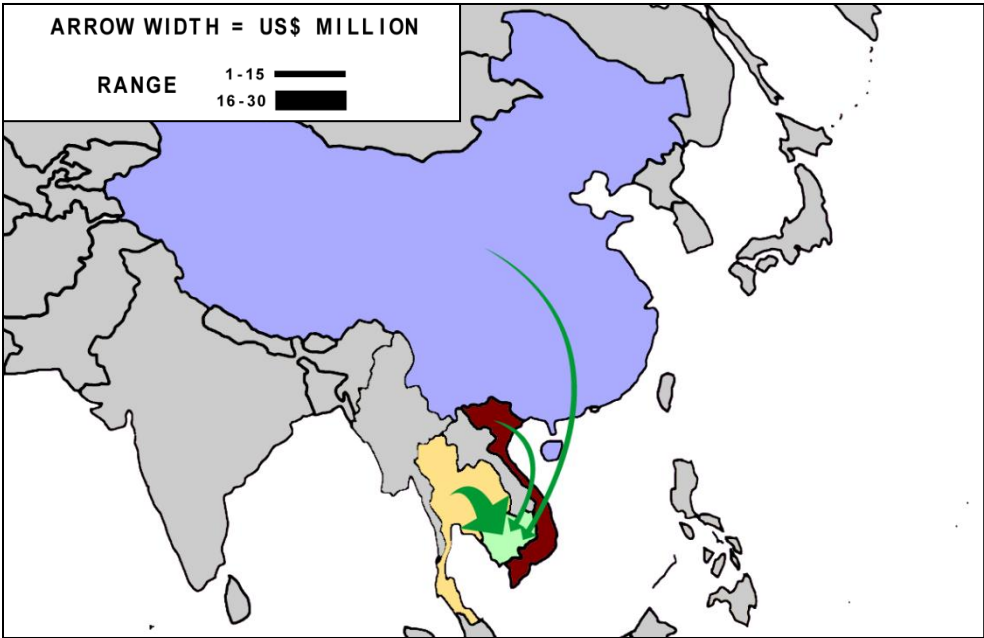 ARROW WIDTH = US$ MILLION
RANGE
1-15
16-30